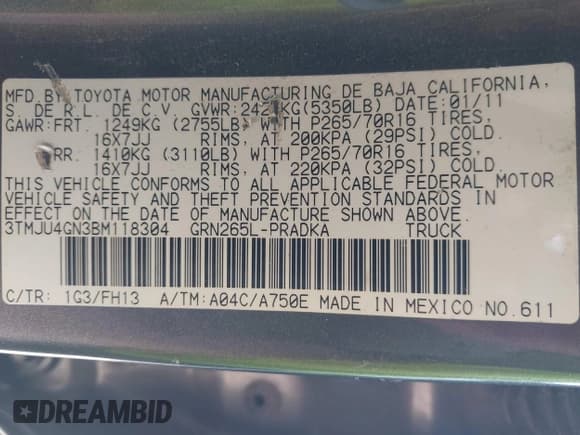 MFD.BY: TOYOTA MOTOR MANUFACTURING DE BAJA CALIFORNIA,
S. DE R.L. DE C.V. GVWR: (5350LB) DATE:01/11
GAWR:FRT. 1249KG (2755LB) WITH P265/70R16 TIRES,
16X7JJ RIMS, AT 200KPA (29PSI) COLD.
RR. 1410KG (3110LB) WITH P265/70R16 TIRES,
16X7JJ RIMS, AT 220KPA (32PSI) COLD.
THIS VEHICLE CONFORMS TO ALL APPLICABLE FEDERAL MOTOR
VEHICLE SAFETY AND THEFT PREVENTION STANDARDS IN
EFFECT ON THE DATE OF MANUFACTURE SHOWN ABOVE.
3TMJU4GN3BM118304 GRN265L-PRADKA TRUCK
C/TR: 1G3/FH13 A/TM:A04C/A750E MADE IN MEXICO NO.611
DREAMBID